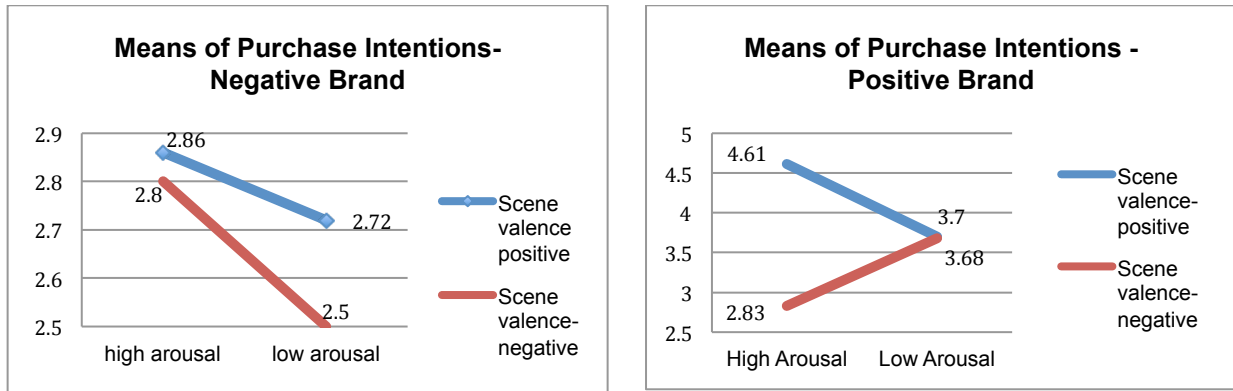 Means of Purchase Intentions-
Negative Brand
2.9
2.8
2.7
2.6
2.5
2.86
2.8
2.72
2.5
high arousal
low arousal
Scene
valence
positive
Scene
valence-
negative
Means of Purchase Intentions -
Positive Brand
5
4.5
4
3.5
3
2.5
4.61
3.7
3.68
2.83
High Arousal
Low Arousal
Scene
valence-
positive
Scene
valence-
negative